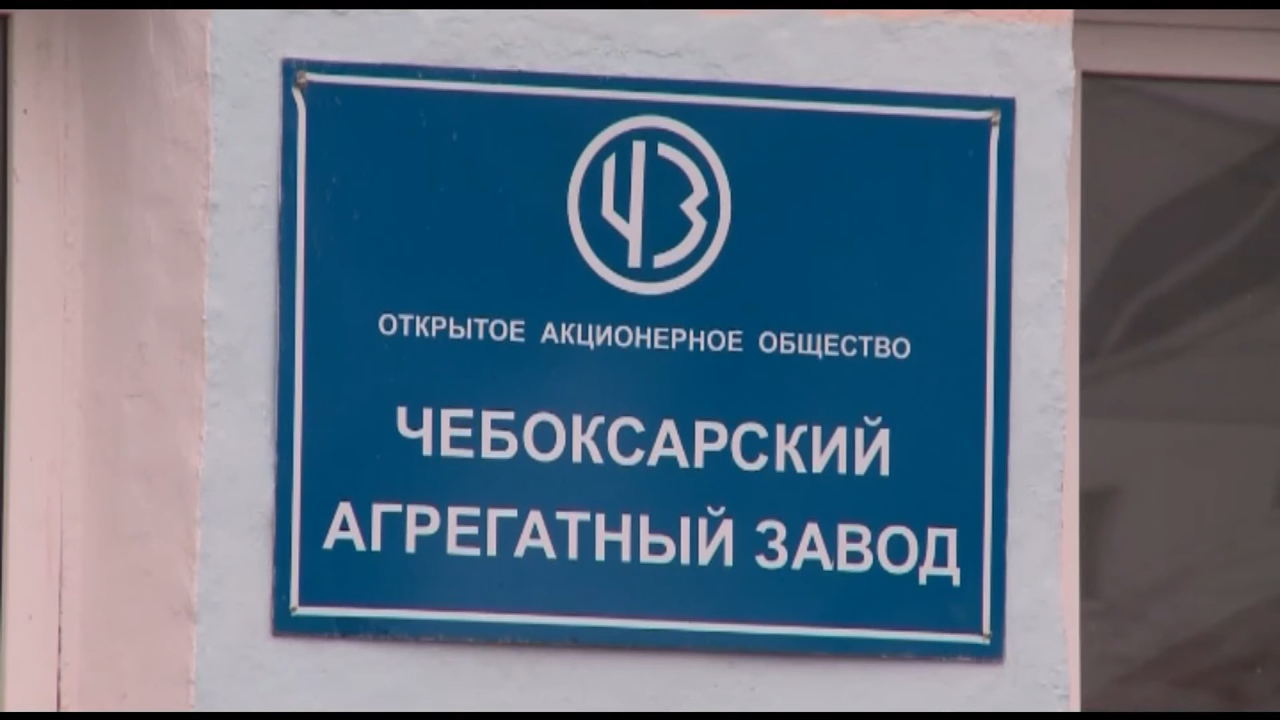 ЧЗ
ОТКРЫТОЕ АКЦИОНЕРНОЕ ОБЩЕСТВО
ЧЕБОКСАРСКИЙ
АГРЕГАТНЫЙ ЗАВОД